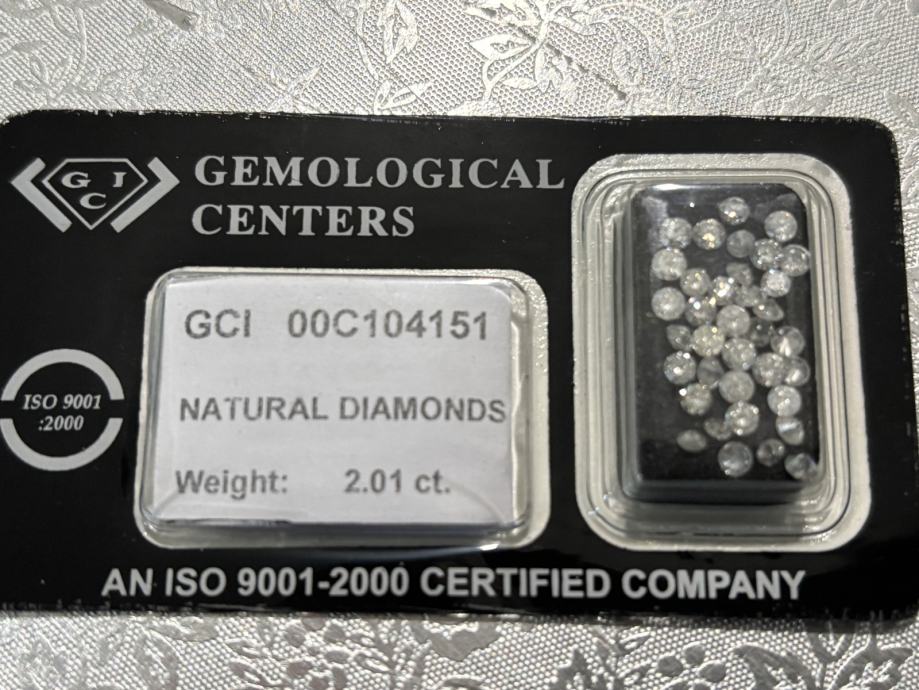 G J
C
GEMOLOGICAL
CENTERS
GCI 00C104151
NATURAL DIAMONDS
Weight: 2.01 ct.
ISO 9001
:2000
AN ISO 9001-2000 CERTIFIED COMPANY